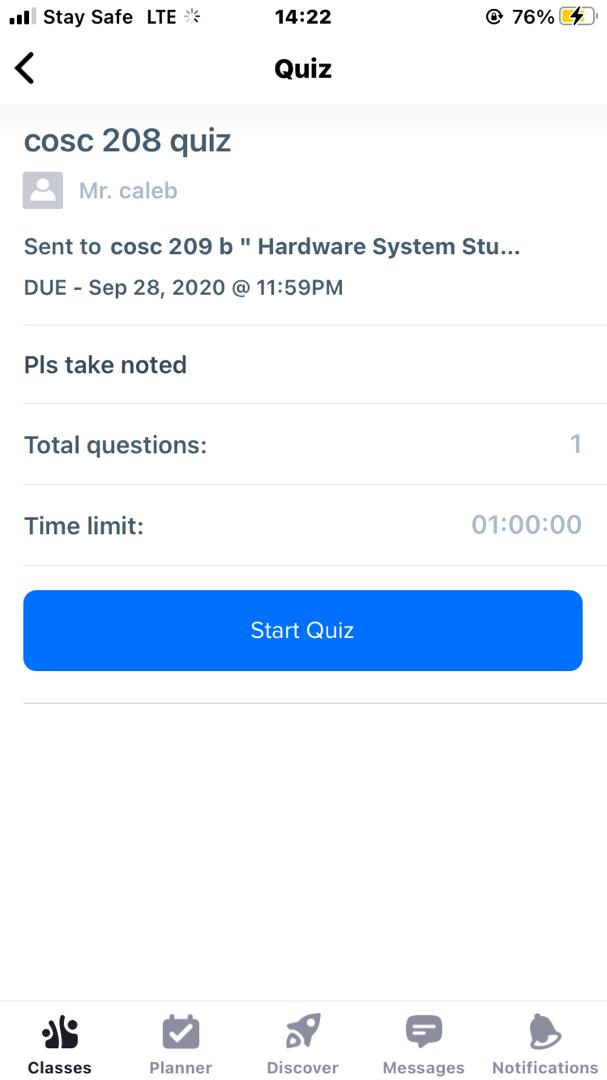 Stay Safe LTE 14:22 76%
Quiz
cosc 208 quiz
Mr. caleb
Sent to cosc 209 b " Hardware System Stu...
DUE - Sep 28, 2020 @ 11:59PM
Pls take noted
Total questions: 1
Time limit: 01:00:00
Start Quiz
Classes Planner Discover Messages Notifications